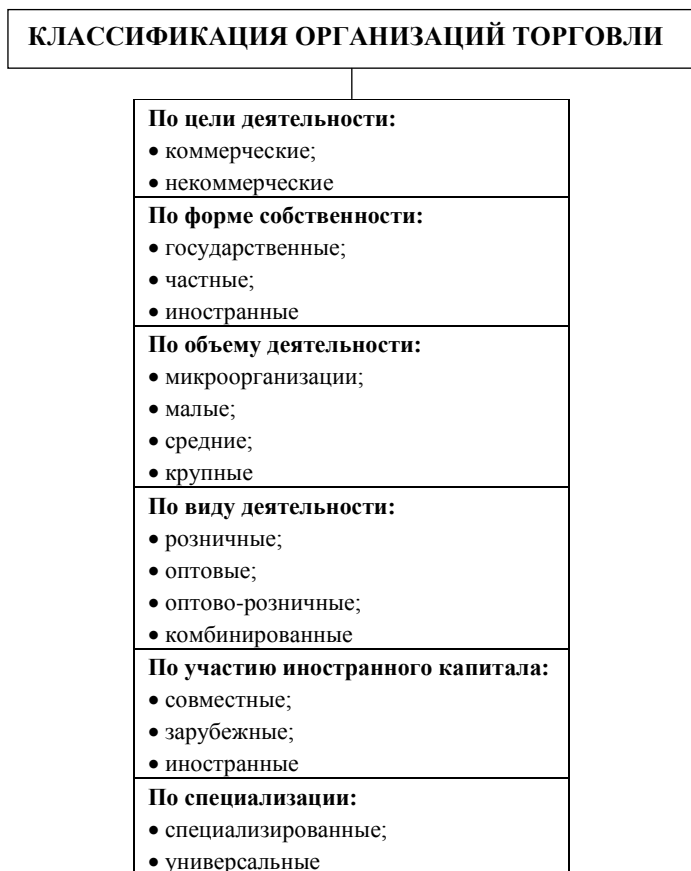 КЛАССИФИКАЦИЯ ОРГАНИЗАЦИЙ ТОРГОВЛИ
По цели деятельности:
• коммерческие;
• некоммерческие
По форме собственности:
• государственные;
• частные;
• иностранные
По объему деятельности:
• микроорганизации;
• малые;
• средние;
• крупные
По виду деятельности:
• розничные;
• оптовые;
• оптово-розничные;
• комбинированные
По участию иностранного капитала:
• совместные;
• зарубежные;
• иностранные
По специализации:
• специализированные;
• универсальные